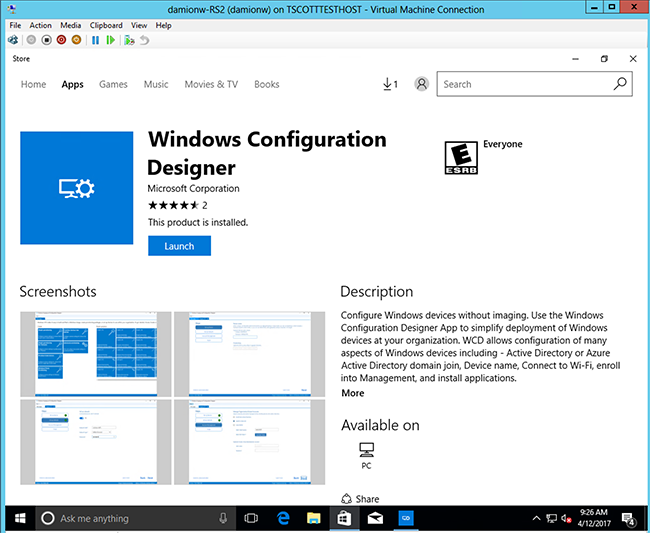 damionw-RS2 (damionw) on TSCOTTTESTHOST - Virtual Machine Connection
File Action Media Clipboard View Help
Store
Home Apps Games Music Movies & TV Books
1
Search
Windows Configuration
Designer
Microsoft Corporation
2
This product is installed.
Launch
E
ESRB
Everyone
Screenshots
Description
Configure Windows devices without imaging. Use the Windows
Configuration Designer App to simplify deployment of Windows
devices at your organization. WCD allows configuration of many
aspects of Windows devices including - Active Directory or Azure
Active Directory domain join, Device name, Connect to Wi-Fi, enroll
into Management, and install applications.
More
Available on
PC
Share
Ask me anything
9:26 AM
4/12/2017
4